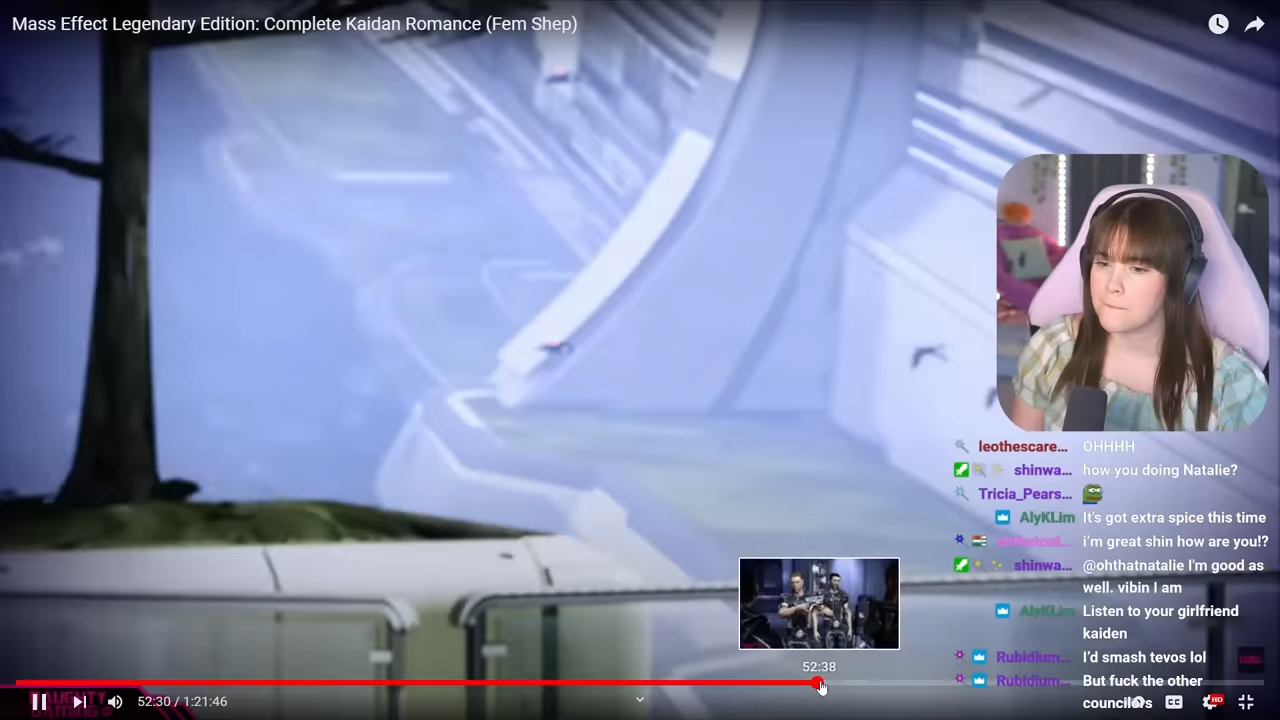 Mass Effect Legendary Edition: Complete Kaidan Romance (Fem Shep)
leothescare... OHHHH
shinwa... how you doing Natalie?
Tricia_Pears...
AlyKLim It's got extra spice this time
i'm great shin how are you!?
shinwa... @ohthatnatalie I'm good as
well. vibin I am
AlyKLim Listen to your girlfriend
kaiden
Rubidium... I'd smash tevos lol
Rubidium... But fuck the other
councilors
52:38
52:30 / 1:21:46
CC
HD